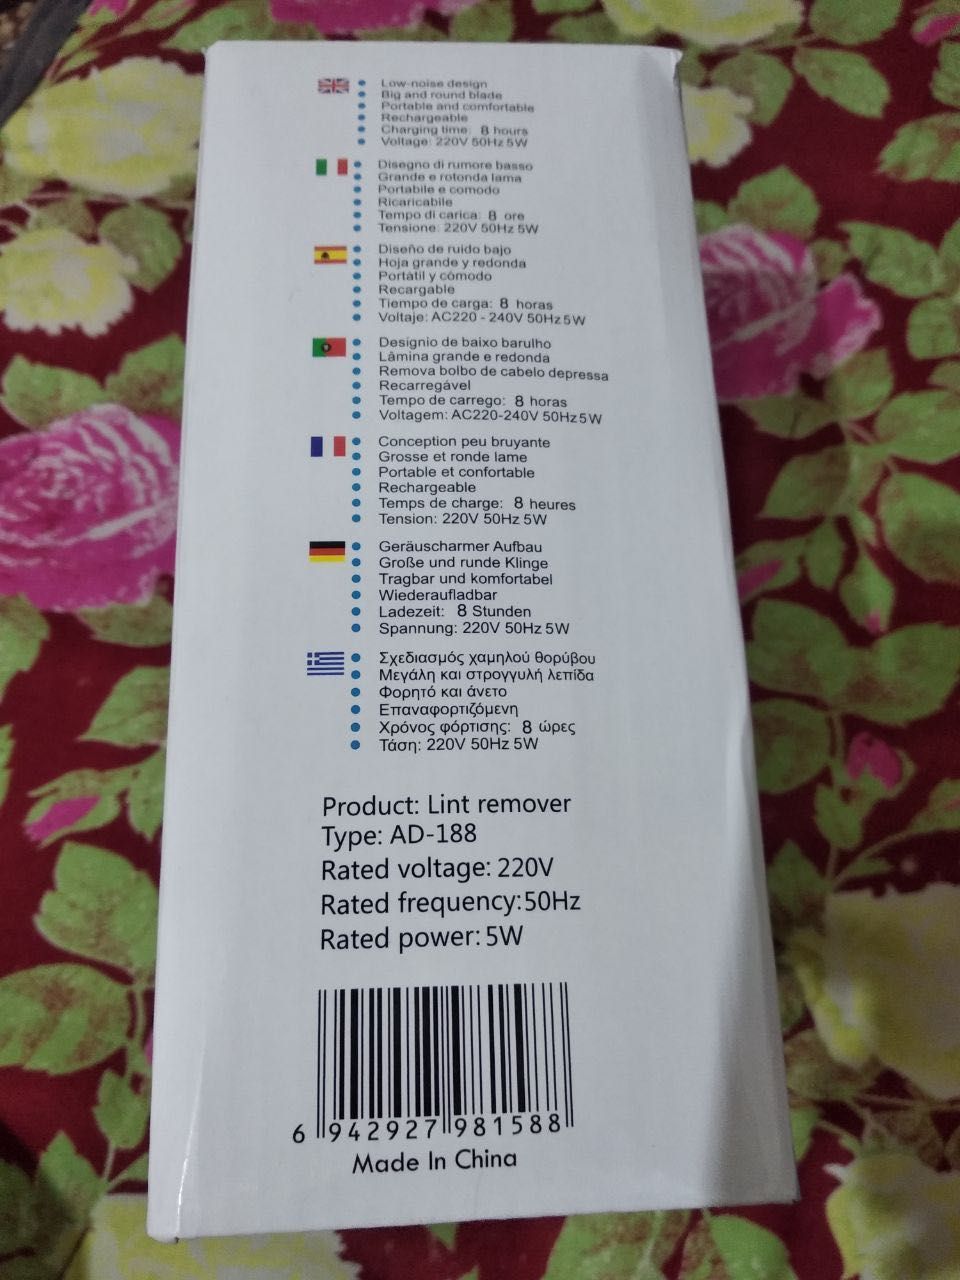 Low-noise design
Big and round blade
Portable and comfortable
Rechargeable
Charging time: 8 hours
Voltage: 220V 50Hz 5W
Disegno di rumore basso
Grande e rotonda lama
Portabile e comodo
Ricaricabile
Tempo di carica: 8 ore
Tensione: 220V 50Hz 5W
Diseño de ruido bajo
Hoja grande y redonda
Portátil y cómodo
Recargable
Tiempo de carga: 8 horas
Voltaje: AC220 - 240V 50Hz 5W
Designio de baixo barulho
Lâmina grande e redonda
Remova bolbo de cabelo depressa
Recarregável
Tempo de carrego: 8 horas
Voltagem: AC220-240V 50Hz 5W
Conception peu bruyante
Grosse et ronde lame
Portable et confortable
Rechargeable
Temps de charge: 8 heures
Tension: 220V 50Hz 5W
Geräuscharmer Aufbau
Große und runde Klinge
Tragbar und komfortabel
Wiederaufladbar
Ladezeit: 8 Stunden
Spannung: 220V 50Hz 5W
Σχεδιασμός χαμηλού θορύβου
Μεγάλη και στρογγυλή λεπίδα
Φορητό και άνετο
Επαναφορτιζόμενη
Χρόνος φόρτισης: 8 ώρες
Τάση: 220V 50Hz 5W
Product: Lint remover
Type: AD-188
Rated voltage: 220V
Rated frequency:50Hz
Rated power: 5W
6 942927 981588
Made In China